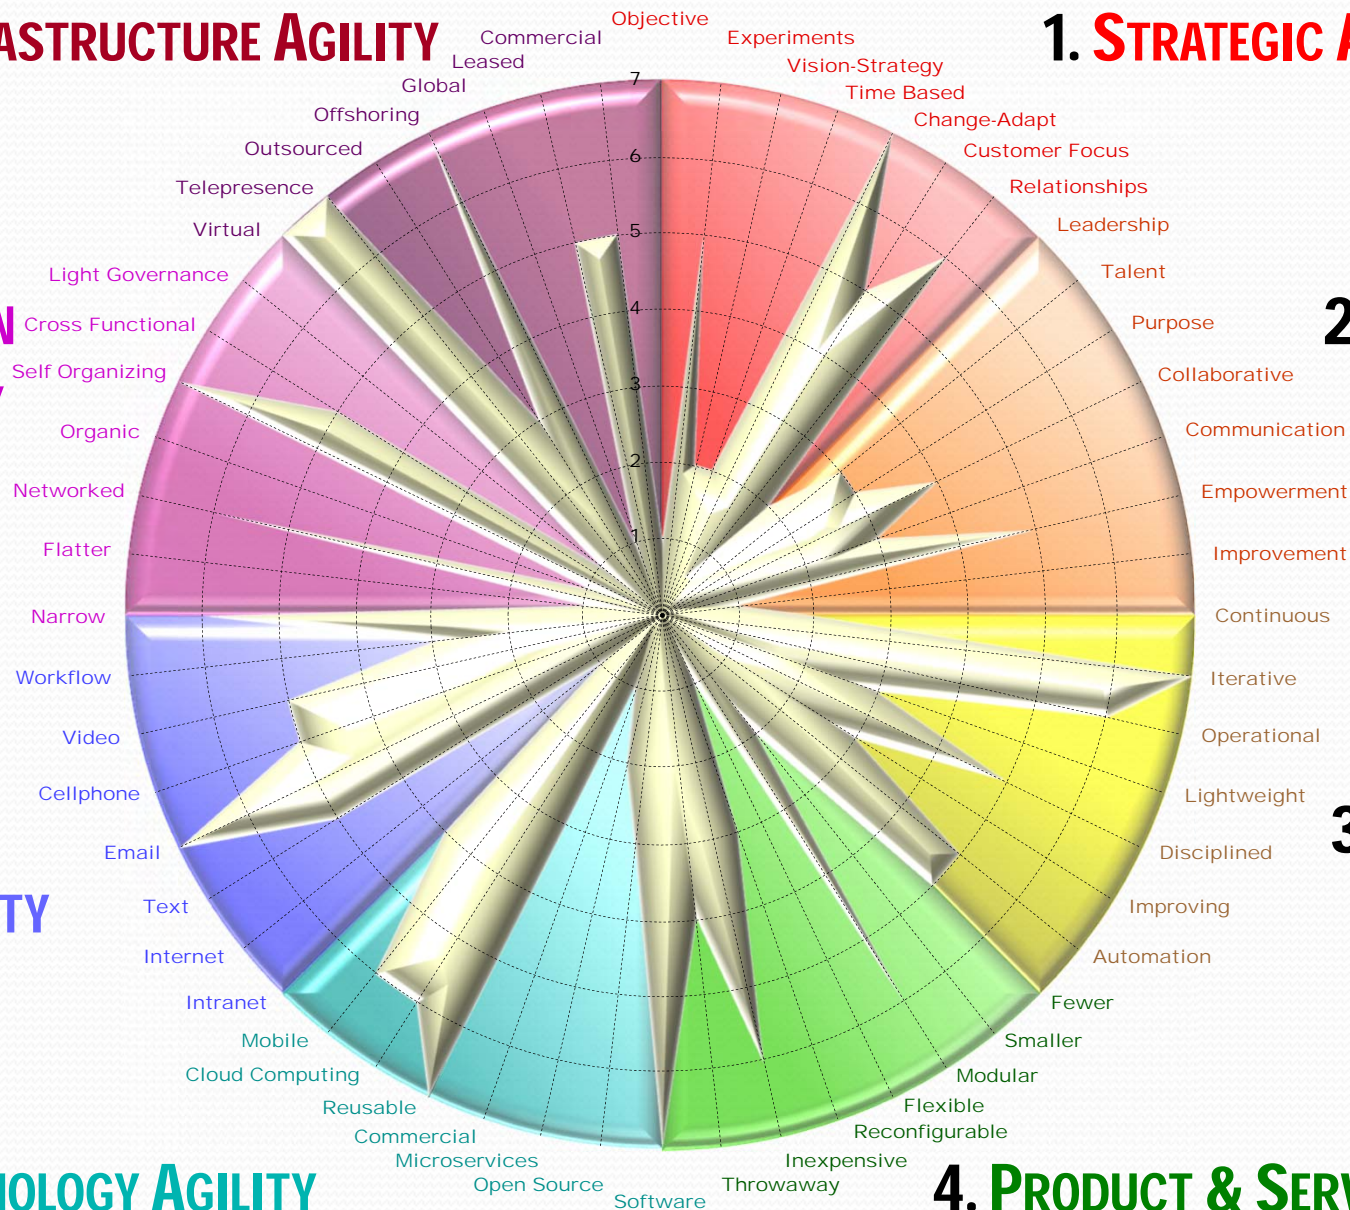 ASTRUCTURE AGILITY
1. STRATEGIC A
Objective
Experiments
Vision-Strategy
Time Based
Change-Adapt
Customer Focus
Relationships
Leadership
Talent
Purpose
Collaborative
Communication
Empowerment
Improvement
Continuous
Iterative
Operational
Lightweight
Disciplined
Improving
Automation
Fewer
Smaller
Modular
Flexible
Reconfigurable
Inexpensive
Throwaway
Software
Open Source
Microservices
Commercial
Reusable
Cloud Computing
Mobile
Intranet
Internet
Text
Email
Cellphone
Video
Workflow
Narrow
Flatter
Networked
Organic
Self Organizing
Cross Functional
Light Governance
Virtual
Telepresence
Outsourced
Offshoring
Global
Leased
Commercial
7
6
5
4
3
2
1
N
2
3
TY
OLOGY AGILITY
4. PRODUCT & SERV